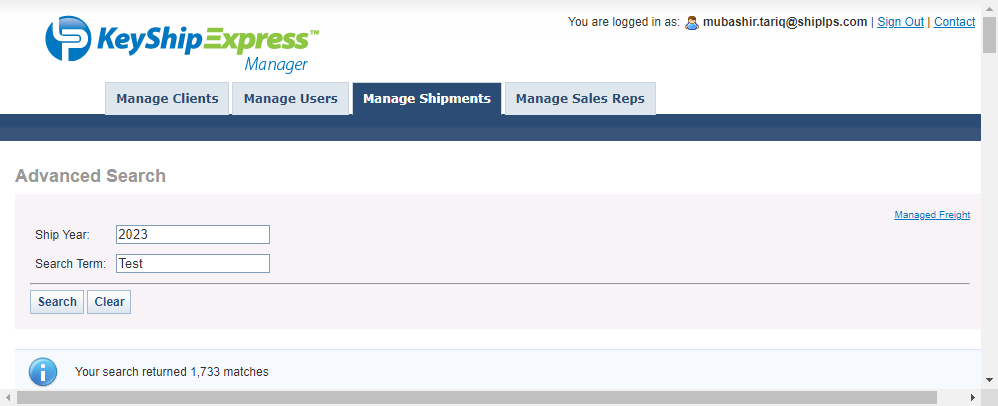 You are logged in as: mubashir.tariq@shiplps.com | Sign Out | Contact
KeyShipExpress™
Manager
Manage Clients Manage Users Manage Shipments Manage Sales Reps
Advanced Search
Managed Freight
Ship Year: 2023
Search Term: Test
Search Clear
Your search returned 1,733 matches